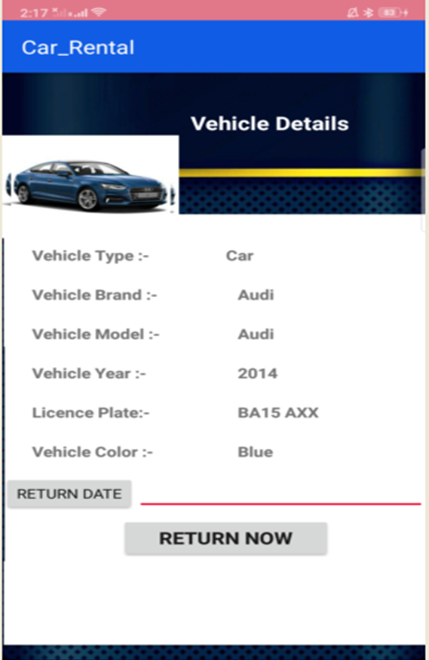 2:17
Car_Rental
Vehicle Details
Vehicle Type :- Car
Vehicle Brand :- Audi
Vehicle Model :- Audi
Vehicle Year :- 2014
Licence Plate:- BA15 AXX
Vehicle Color :- Blue
RETURN DATE
RETURN NOW